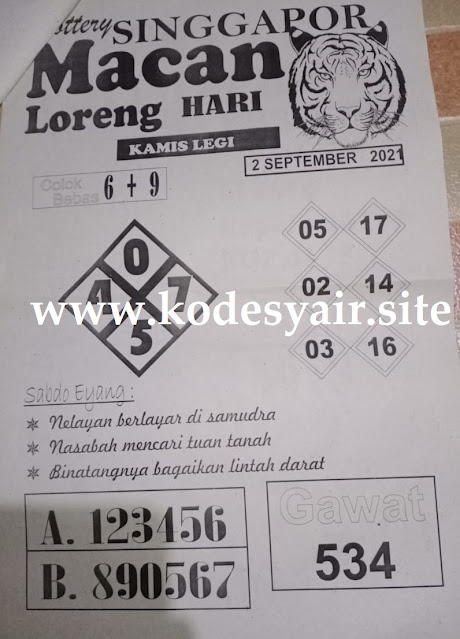 Lottery SINGGAPOR
Macan
Loreng HARI
KAMIS LEGI
2 SEPTEMBER 2021
Colok Bebas 6 + 9
0
4 7
5
05 17
02 14
03 16
www.kodesyair.site
Sabdo Eyang :
Nelayan berlayar di samudra
Nasabah mencari tuan tanah
Binatangnya bagaikan lintah darat
A. 123456
B. 890567
Gawat
534